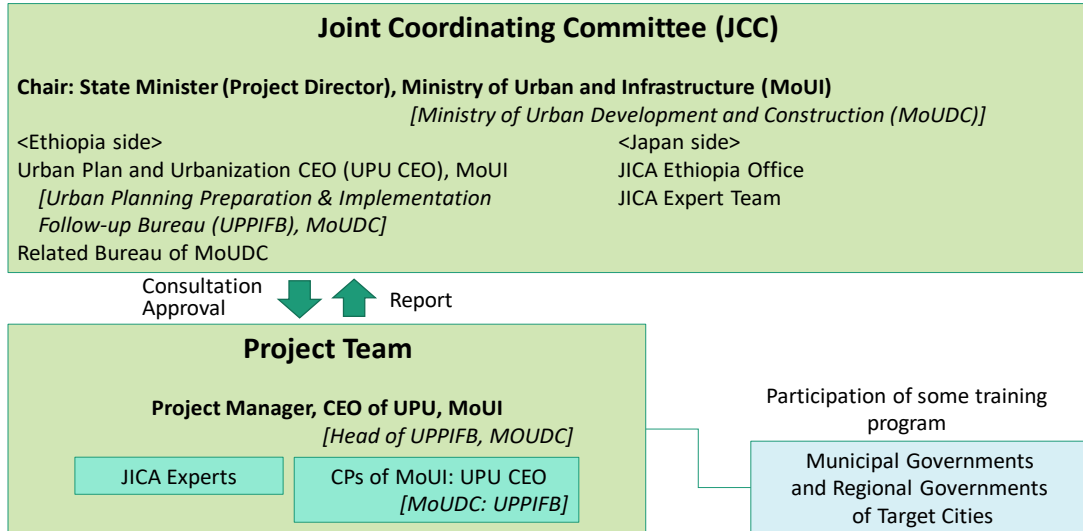 Joint Coordinating Committee (JCC)
Chair: State Minister (Project Director), Ministry of Urban and Infrastructure (MoUI)
[Ministry of Urban Development and Construction (MoUDC)]
<Ethiopia side>
Urban Plan and Urbanization CEO (UPU CEO), MoUI
[Urban Planning Preparation & Implementation
Follow-up Bureau (UPPIFB), MoUDC]
Related Bureau of MoUDC
<Japan side>
JICA Ethiopia Office
JICA Expert Team
Consultation
Approval
Report
Project Team
Project Manager, CEO of UPU, MoUI
[Head of UPPIFB, MOUDC]
JICA Experts
CPs of MoUI: UPU CEO
[MoUDC: UPPIFB]
Participation of some training
program
Municipal Governments
and Regional Governments
of Target Cities